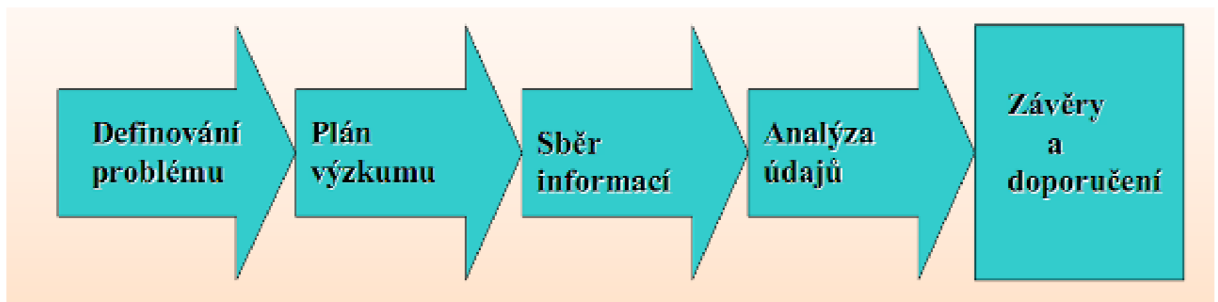 Definování
problému
Plán
výzkumu
Sběr
informací
Analýza
údajů
Závěry
a
doporučení